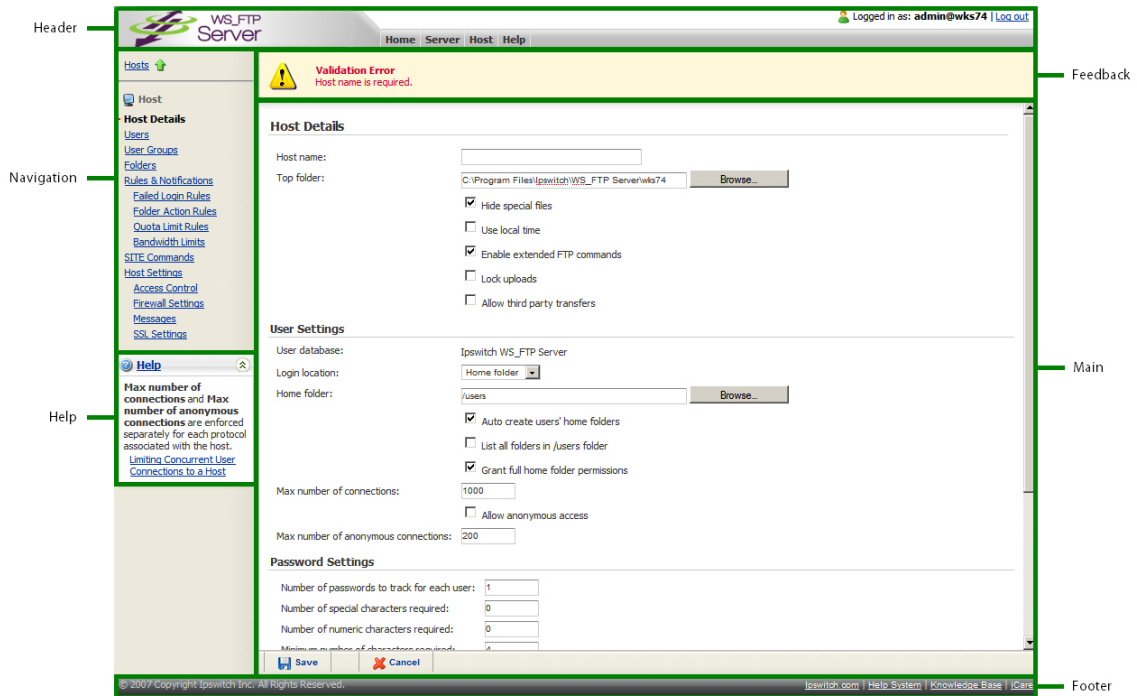 Header
WS_FTP
Server
Logged in as: admin@wks74 | Log out
Home Server Host Help
Hosts
Validation Error
Host name is required.
Feedback
Host
Host Details
Users
User Groups
Folders
Rules & Notifications
Failed Login Rules
Folder Action Rules
Quota Limit Rules
Bandwidth Limits
SITE Commands
Host Settings
Access Control
Firewall Settings
Messages
SSL Settings
Navigation
Help
Max number of
connections and Max
number of anonymous
connections are enforced
separately for each protocol
associated with the host.
Limiting Concurrent User
Connections to a Host
Help
Host Details
Host name:
Top folder: C:\Program Files\Ipswitch\WS_FTP Server\wks74 Browse...
Hide special files
Use local time
Enable extended FTP commands
Lock uploads
Allow third party transfers
User Settings
User database: Ipswitch WS_FTP Server
Login location: Home folder
Home folder: /users Browse...
Auto create users' home folders
List all folders in /users folder
Grant full home folder permissions
Max number of connections: 1000
Allow anonymous access
Max number of anonymous connections: 200
Password Settings
Number of passwords to track for each user: 1
Number of special characters required: 0
Number of numeric characters required: 0
Minimum number of characters required: 4
Main
Save Cancel
© 2007 Copyright Ipswitch Inc. All Rights Reserved.
Ipswitch.com | Help System | Knowledge Base | iCare
Footer